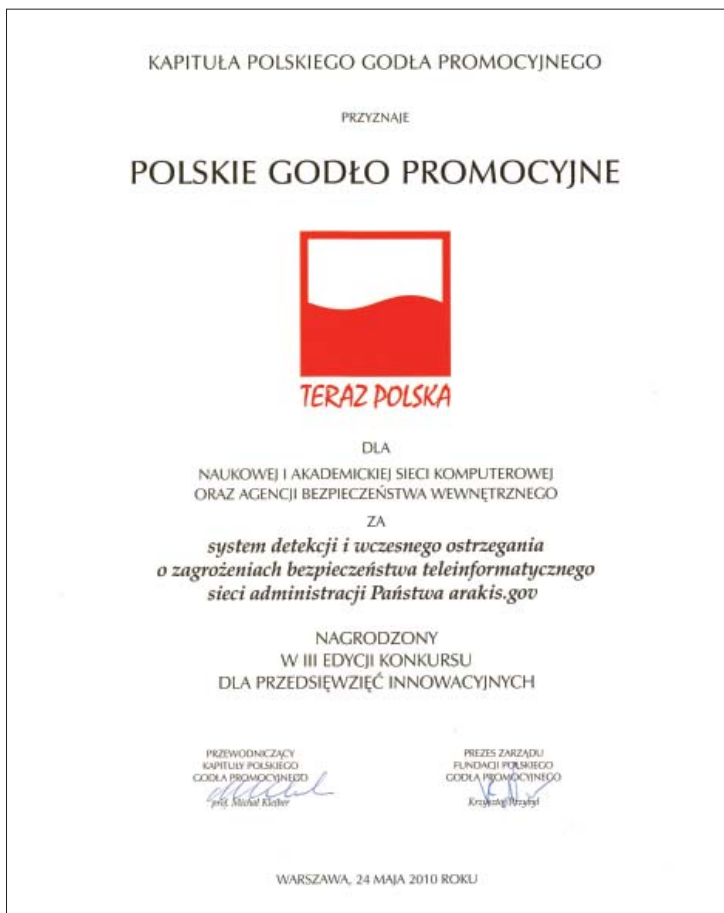 KAPITUŁA POLSKIEGO GODŁA PROMOCYJNEGO
PRZYZNAJE
POLSKIE GODŁO PROMOCYJNE
TERAZ POLSKA
DLA
NAUKOWEJ I AKADEMICKIEJ SIECI KOMPUTEROWEJ
ORAZ AGENCJI BEZPIECZEŃSTWA WEWNĘTRZNEGO
ZA
system detekcji i wczesnego ostrzegania
o zagrożeniach bezpieczeństwa teleinformatycznego
sieci administracji Państwa arakis.gov
NAGRODZONY
W III EDYCJI KONKURSU
DLA PRZEDSIĘWZIĘĆ INNOWACYJNYCH
PRZEWODNICZĄCY
KAPITUŁY POLSKIEGO
GODŁA PROMOCYJNEGO
prof. Michał Kleiber
PREZES ZARZĄDU
FUNDACJI POLSKIEGO
GODŁA PROMOCYJNEGO
Krzysztof Przybył
WARSZAWA, 24 MAJA 2010 ROKU